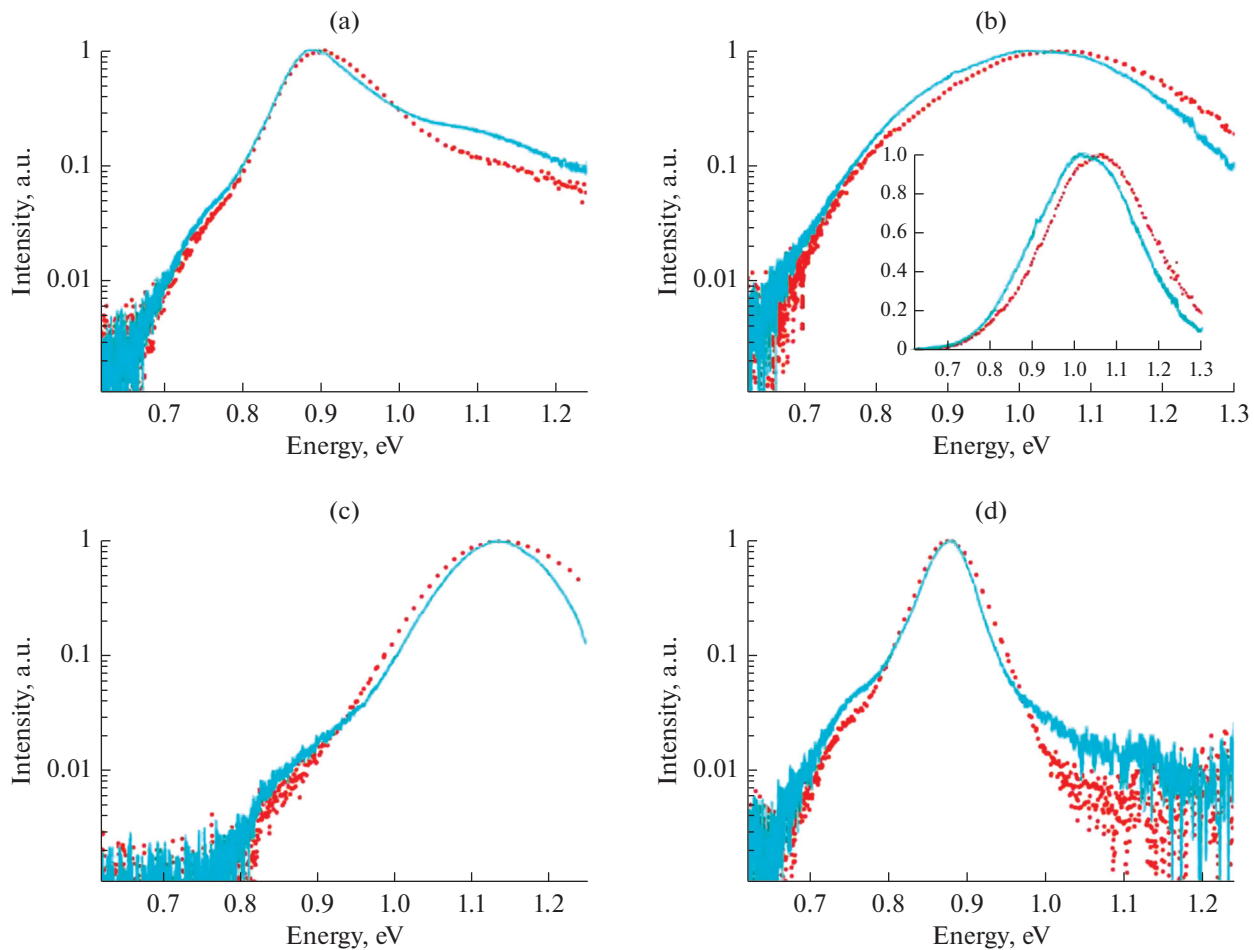 (a)
1
0.1
0.01
Intensity, a.u.
0.7 0.8 0.9 1.0 1.1 1.2
Energy, eV
(b)
1
0.1
0.01
Intensity, a.u.
1.0
0.8
0.6
0.4
0.2
0
0.7 0.8 0.9 1.0 1.1 1.2 1.3
0.7 0.8 0.9 1.0 1.1 1.2 1.3
Energy, eV
(c)
1
0.1
0.01
Intensity, a.u.
0.7 0.8 0.9 1.0 1.1 1.2
Energy, eV
(d)
1
0.1
0.01
Intensity, a.u.
0.7 0.8 0.9 1.0 1.1 1.2
Energy, eV